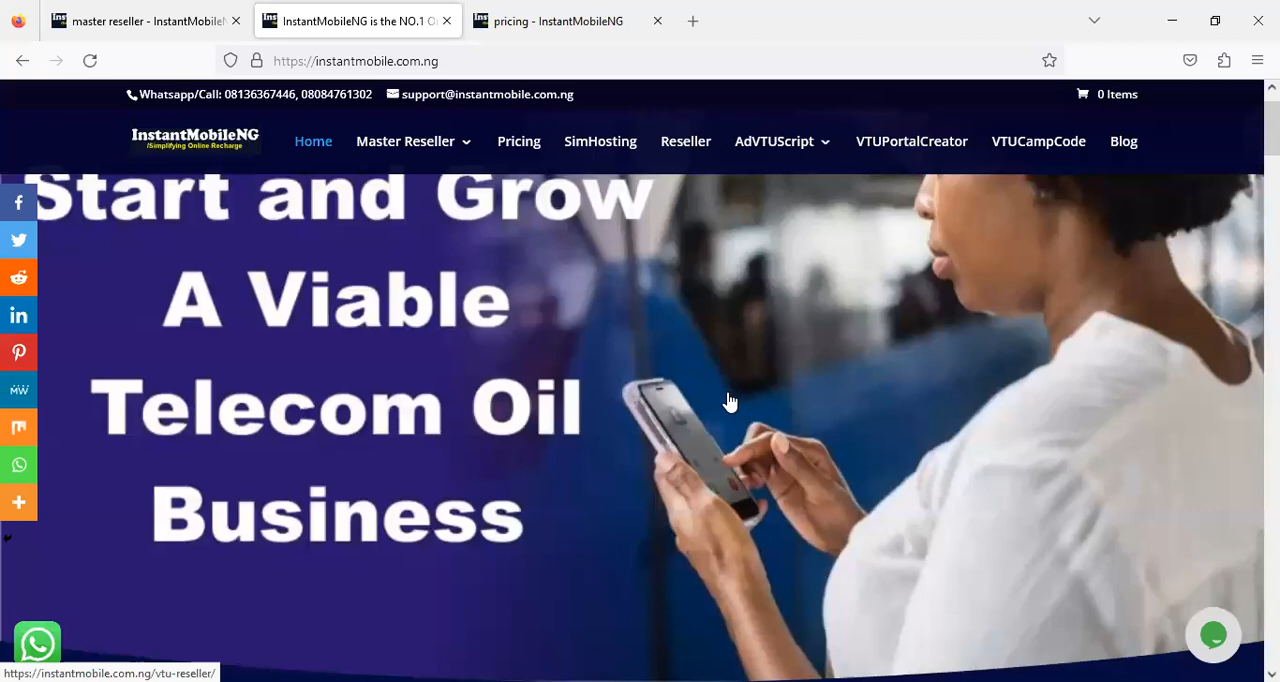 master reseller - InstantMobileN
InstantMobileNG is the NO.1 O
pricing - InstantMobileNG
https://instantmobile.com.ng
Whatsapp/Call: 08136367446, 08084761302
support@instantmobile.com.ng
0 Items
InstantMobileNG
/Simplifying Online Recharge
Home
Master Reseller
Pricing
SimHosting
Reseller
AdVTUScript
VTUPortalCreator
VTUCampCode
Blog
Start and Grow
A Viable
Telecom Oil
Business
MW
https://instantmobile.com.ng/vtu-reseller/